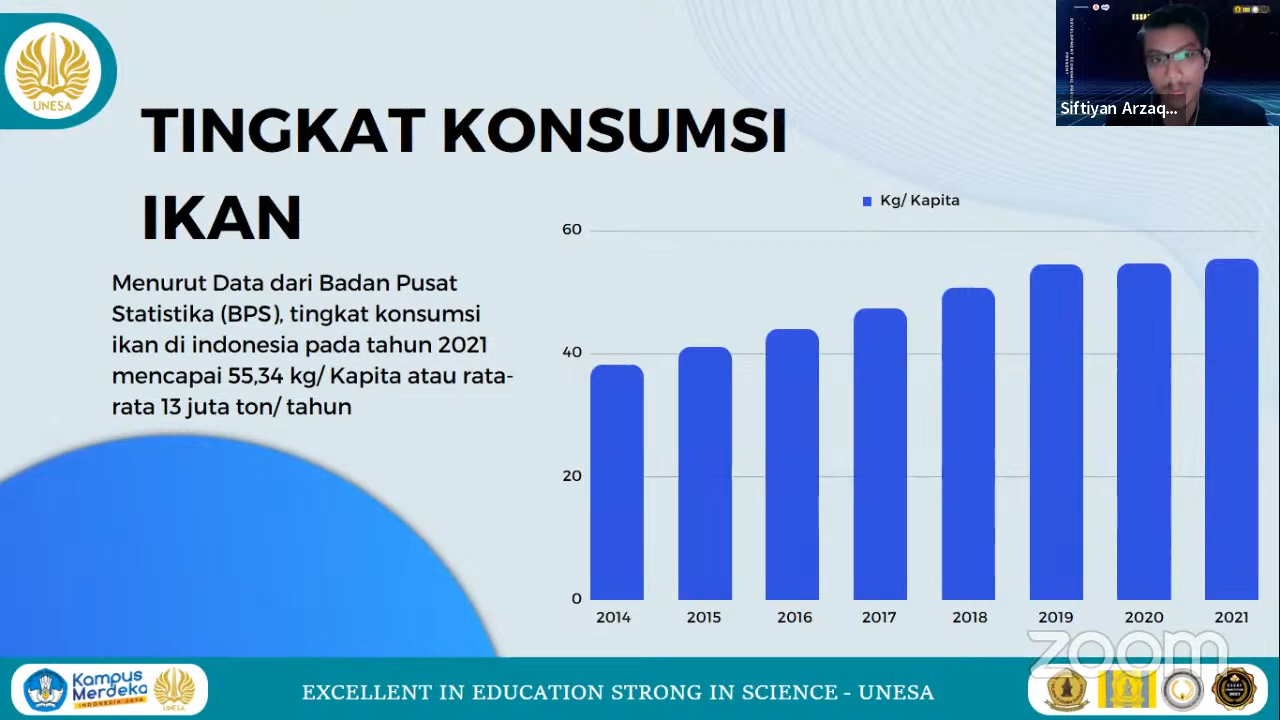 UNESA
TINGKAT KONSUMSI
IKAN
Menurut Data dari Badan Pusat
Statistika (BPS), tingkat konsumsi
ikan di indonesia pada tahun 2021
mencapai 55,34 kg/ Kapita atau rata-
rata 13 juta ton/ tahun
Siftiyan Arzaq...
Kg/ Kapita
60
40
20
0
2014 2015 2016 2017 2018 2019 2020 2021
zoom
Kampus
Merdeka
INDONESIA JAYA
UNESA
EXCELLENT IN EDUCATION STRONG IN SCIENCE - UNESA